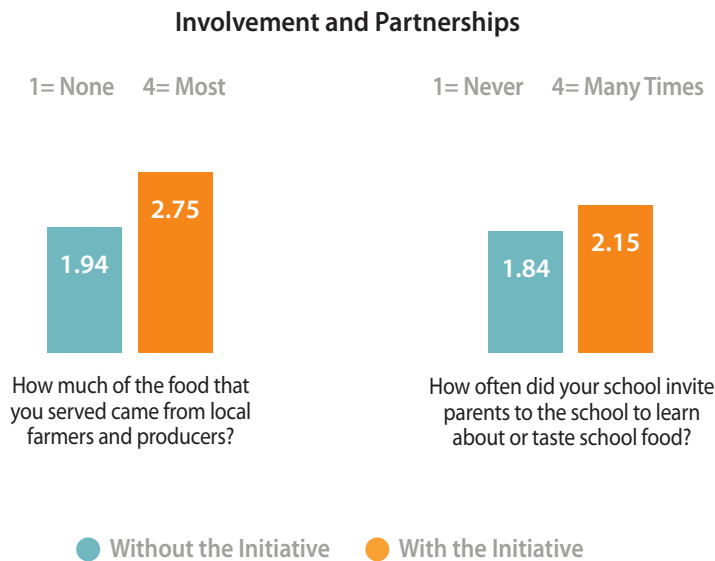 Involvement and Partnerships
1= None 4= Most
2.75
1.94
How much of the food that
you served came from local
farmers and producers?
1= Never 4= Many Times
2.15
1.84
How often did your school invite
parents to the school to learn
about or taste school food?
Without the Initiative With the Initiative